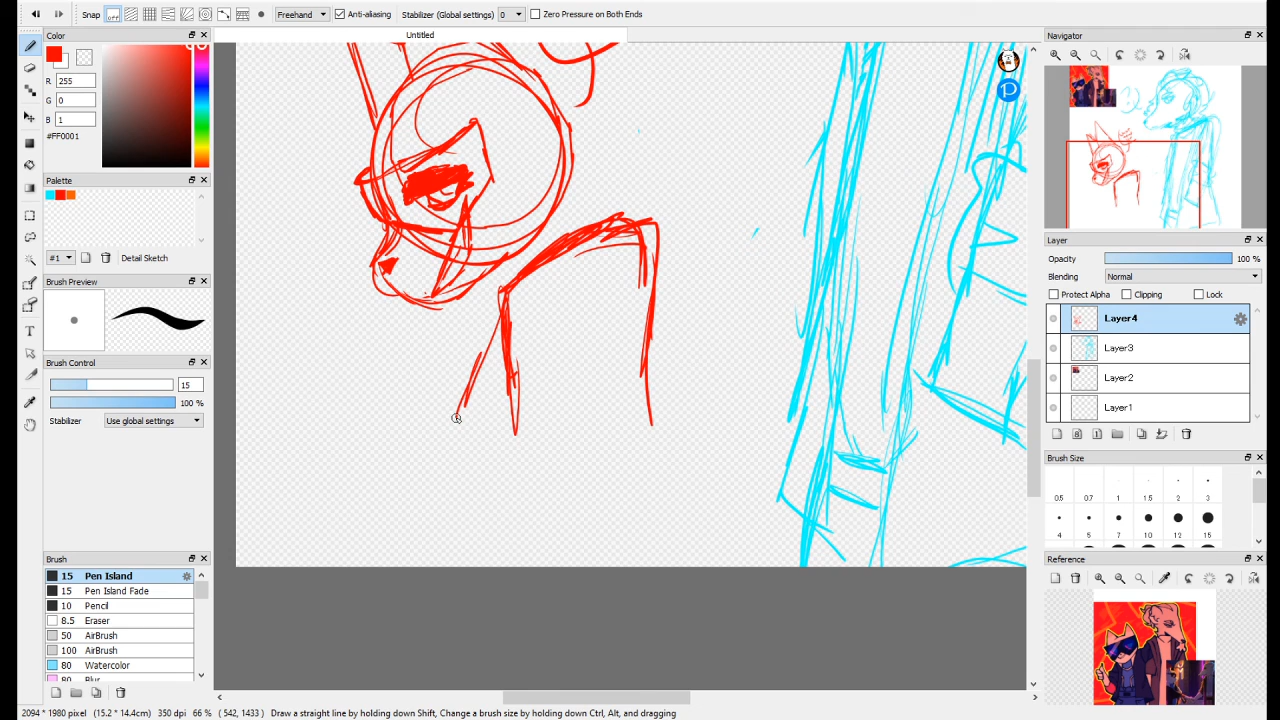 Snap off Freehand Anti-aliasing Stabilizer (Global settings) 0 Zero Pressure on Both Ends
Color
Untitled
Navigator
R 255
G 0
B 1
#FF0001
Palette
#1 Detail Sketch
Brush Preview
Brush Control
15
100 %
Stabilizer Use global settings
Brush
15 Pen Island
15 Pen Island Fade
10 Pencil
8.5 Eraser
50 AirBrush
100 AirBrush
80 Watercolor
80 Blur
Layer
Opacity 100 %
Blending Normal
Protect Alpha Clipping Lock
Layer4
Layer3
Layer2
Layer1
Brush Size
0.5 0.7 1 1.5 2 3
4 5 7 10 12 15
Reference
2094 * 1980 pixel (15.2 * 14.4cm) 350 dpi 66 % ( 542, 1433 ) Draw a straight line by holding down Shift, Change a brush size by holding down Ctrl, Alt, and dragging